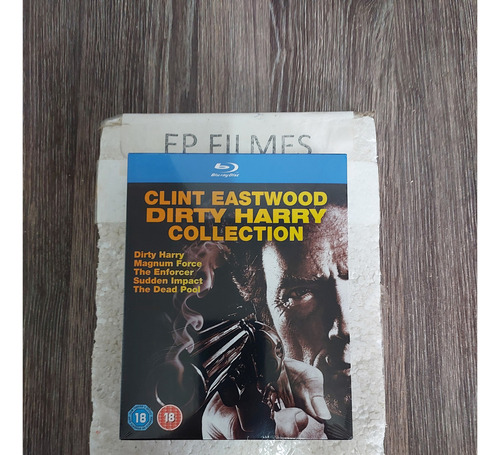 EP FILMES
Blu-ray Disc
CLINT EASTWOOD
DIRTY HARRY
COLLECTION
Dirty Harry
Magnum Force
The Enforcer
Sudden Impact
The Dead Pool
18 18